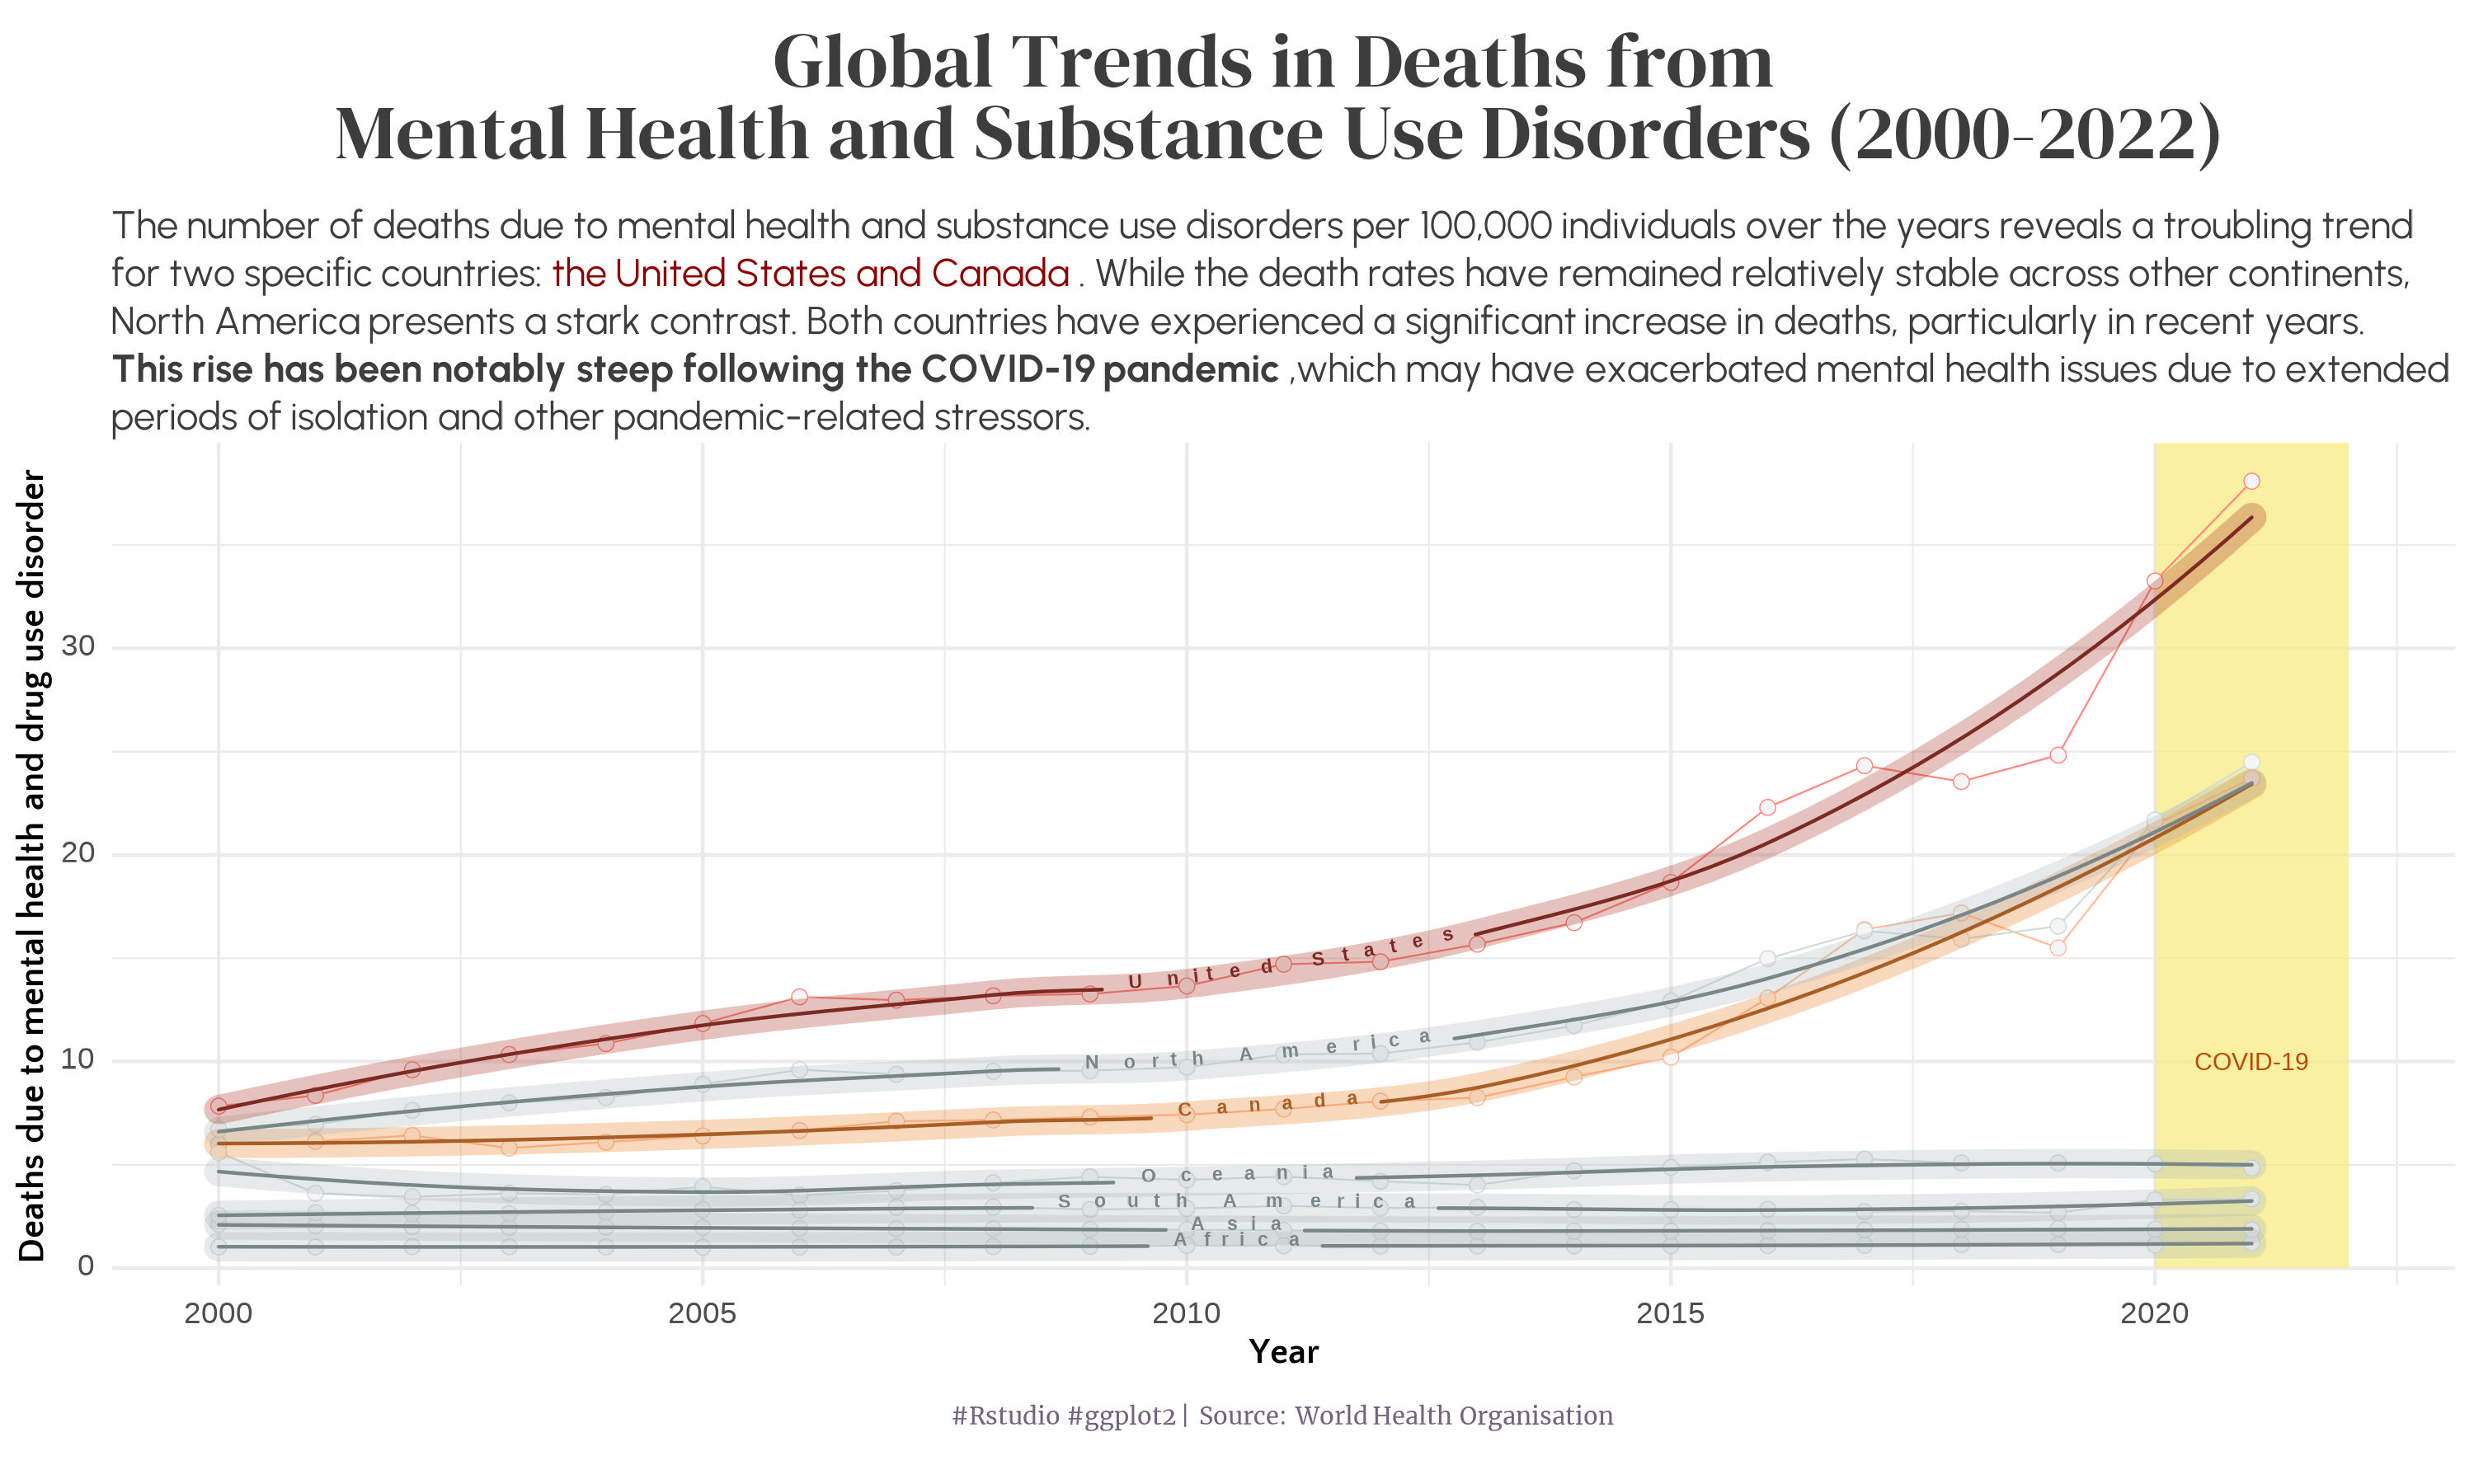 Global Trends in Deaths from
Mental Health and Substance Use Disorders (2000-2022)
The number of deaths due to mental health and substance use disorders per 100,000 individuals over the years reveals a troubling trend
for two specific countries: the United States and Canada . While the death rates have remained relatively stable across other continents,
North America presents a stark contrast. Both countries have experienced a significant increase in deaths, particularly in recent years.
This rise has been notably steep following the COVID-19 pandemic ,which may have exacerbated mental health issues due to extended
periods of isolation and other pandemic-related stressors.
Deaths due to mental health and drug use disorder
30
20
10
0
United States
North America
Canada
Oceania
South America
Asia
Africa
COVID-19
2000 2005 2010 2015 2020
Year
#Rstudio #ggplot2 | Source: World Health Organisation